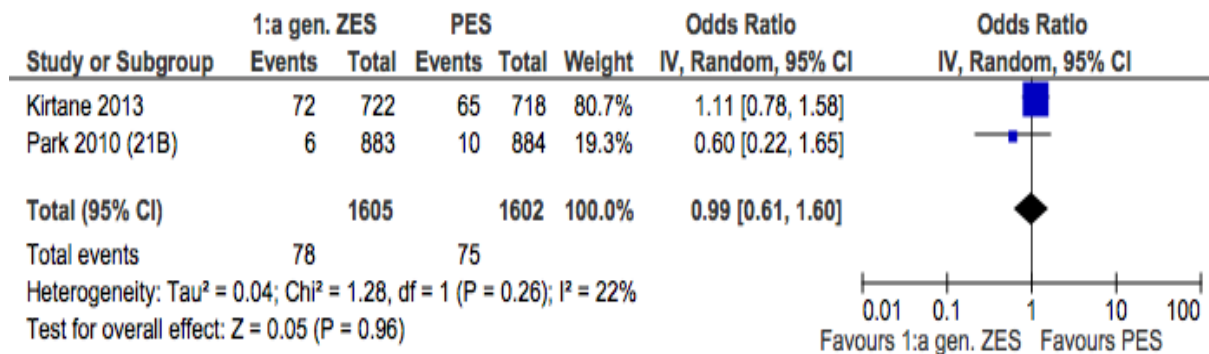 1:a gen. ZES PES Odds Ratio Odds Ratio
Study or Subgroup Events Total Events Total Weight IV, Random, 95% CI IV, Random, 95% CI
Kirtane 2013 72 722 65 718 80.7% 1.11 [0.78, 1.58]
Park 2010 (21B) 6 883 10 884 19.3% 0.60 [0.22, 1.65]
Total (95% CI) 1605 1602 100.0% 0.99 [0.61, 1.60]
Total events 78 75
Heterogeneity: Tau² = 0.04; Chi² = 1.28, df = 1 (P = 0.26); I² = 22%
Test for overall effect: Z = 0.05 (P = 0.96)
0.01 0.1 1 10 100
Favours 1:a gen. ZES Favours PES